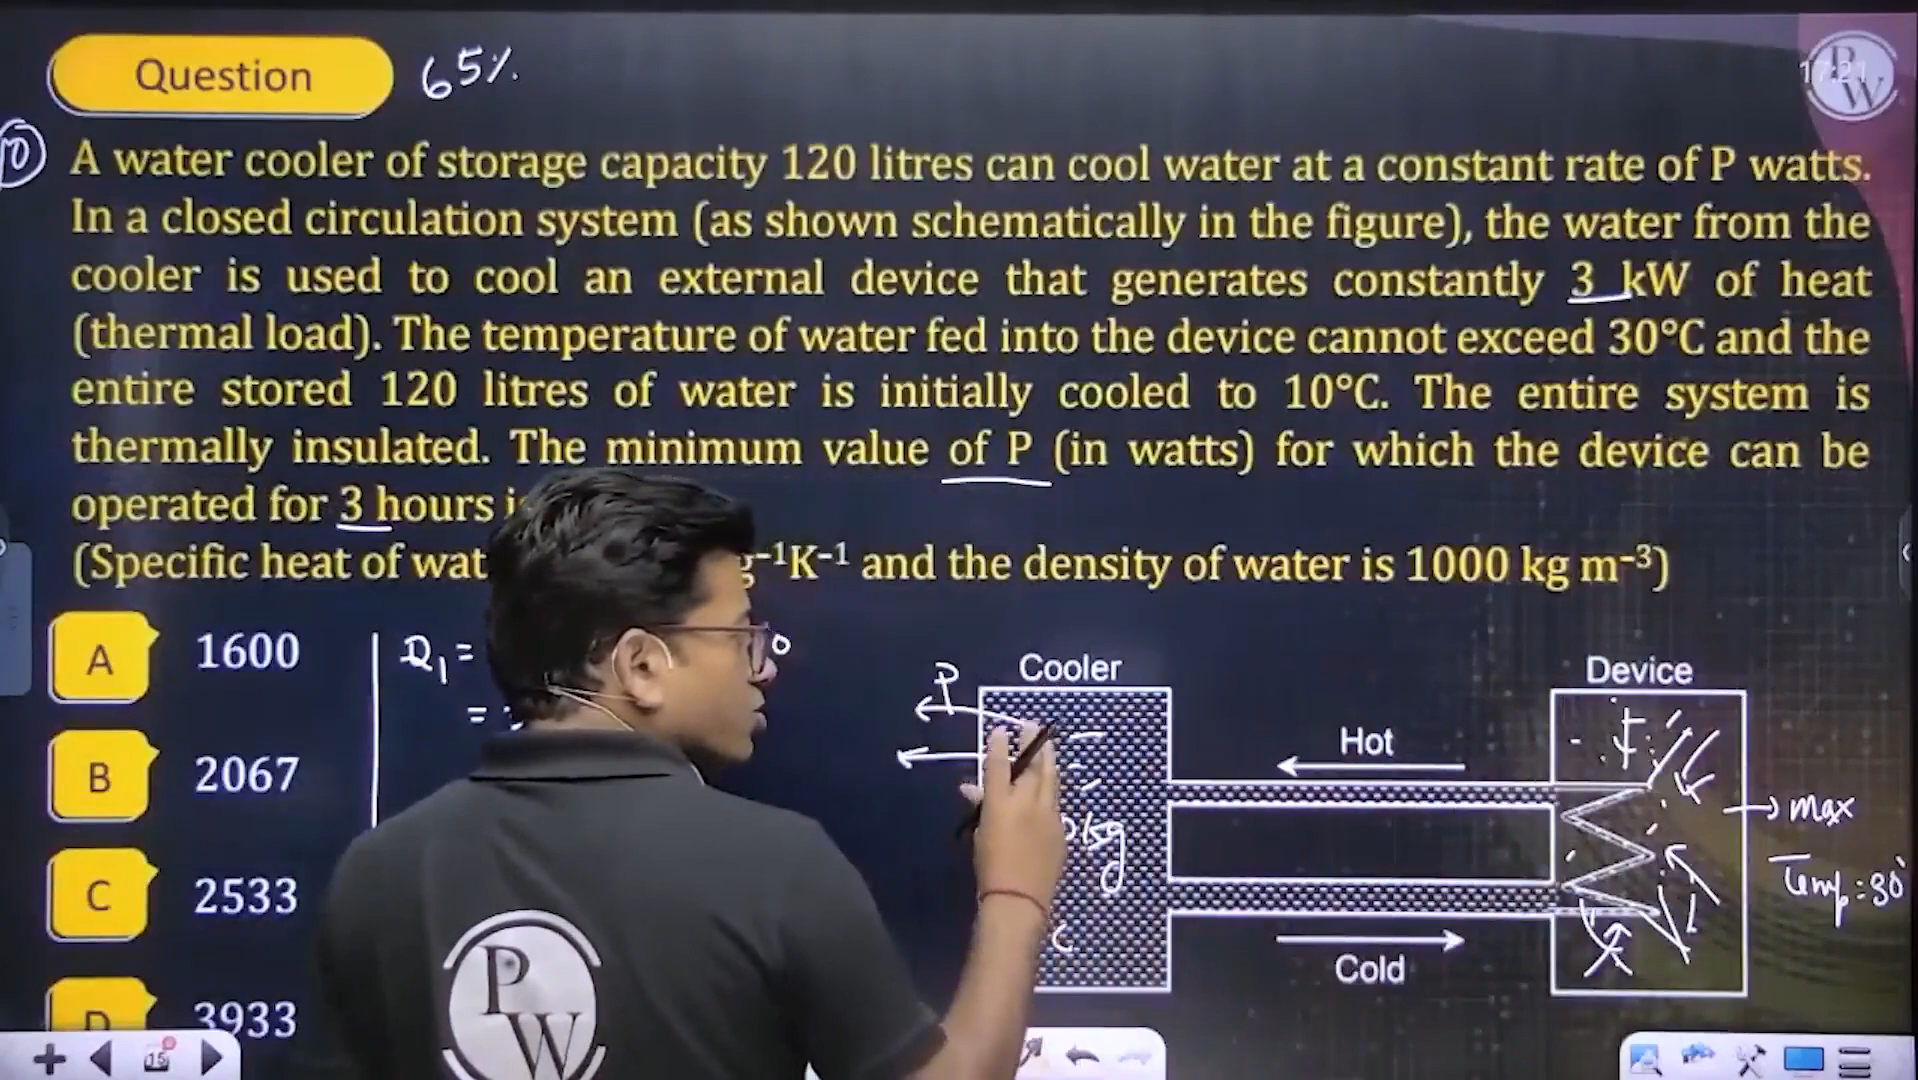 Question
65%
10
A water cooler of storage capacity 120 litres can cool water at a constant rate of P watts.
In a closed circulation system (as shown schematically in the figure), the water from the
cooler is used to cool an external device that generates constantly 3 kW of heat
(thermal load). The temperature of water fed into the device cannot exceed 30°C and the
entire stored 120 litres of water is initially cooled to 10°C. The entire system is
thermally insulated. The minimum value of P (in watts) for which the device can be
operated for 3 hours
(Specific heat of g⁻¹K⁻¹ and the density of water is 1000 kg m⁻³)
A 1600
B 2067
C 2533
D 3933
Q₁ =
=
P
Cooler
kg
Hot
Cold
Device
→ max
Temp: 30°
PW
PW
15